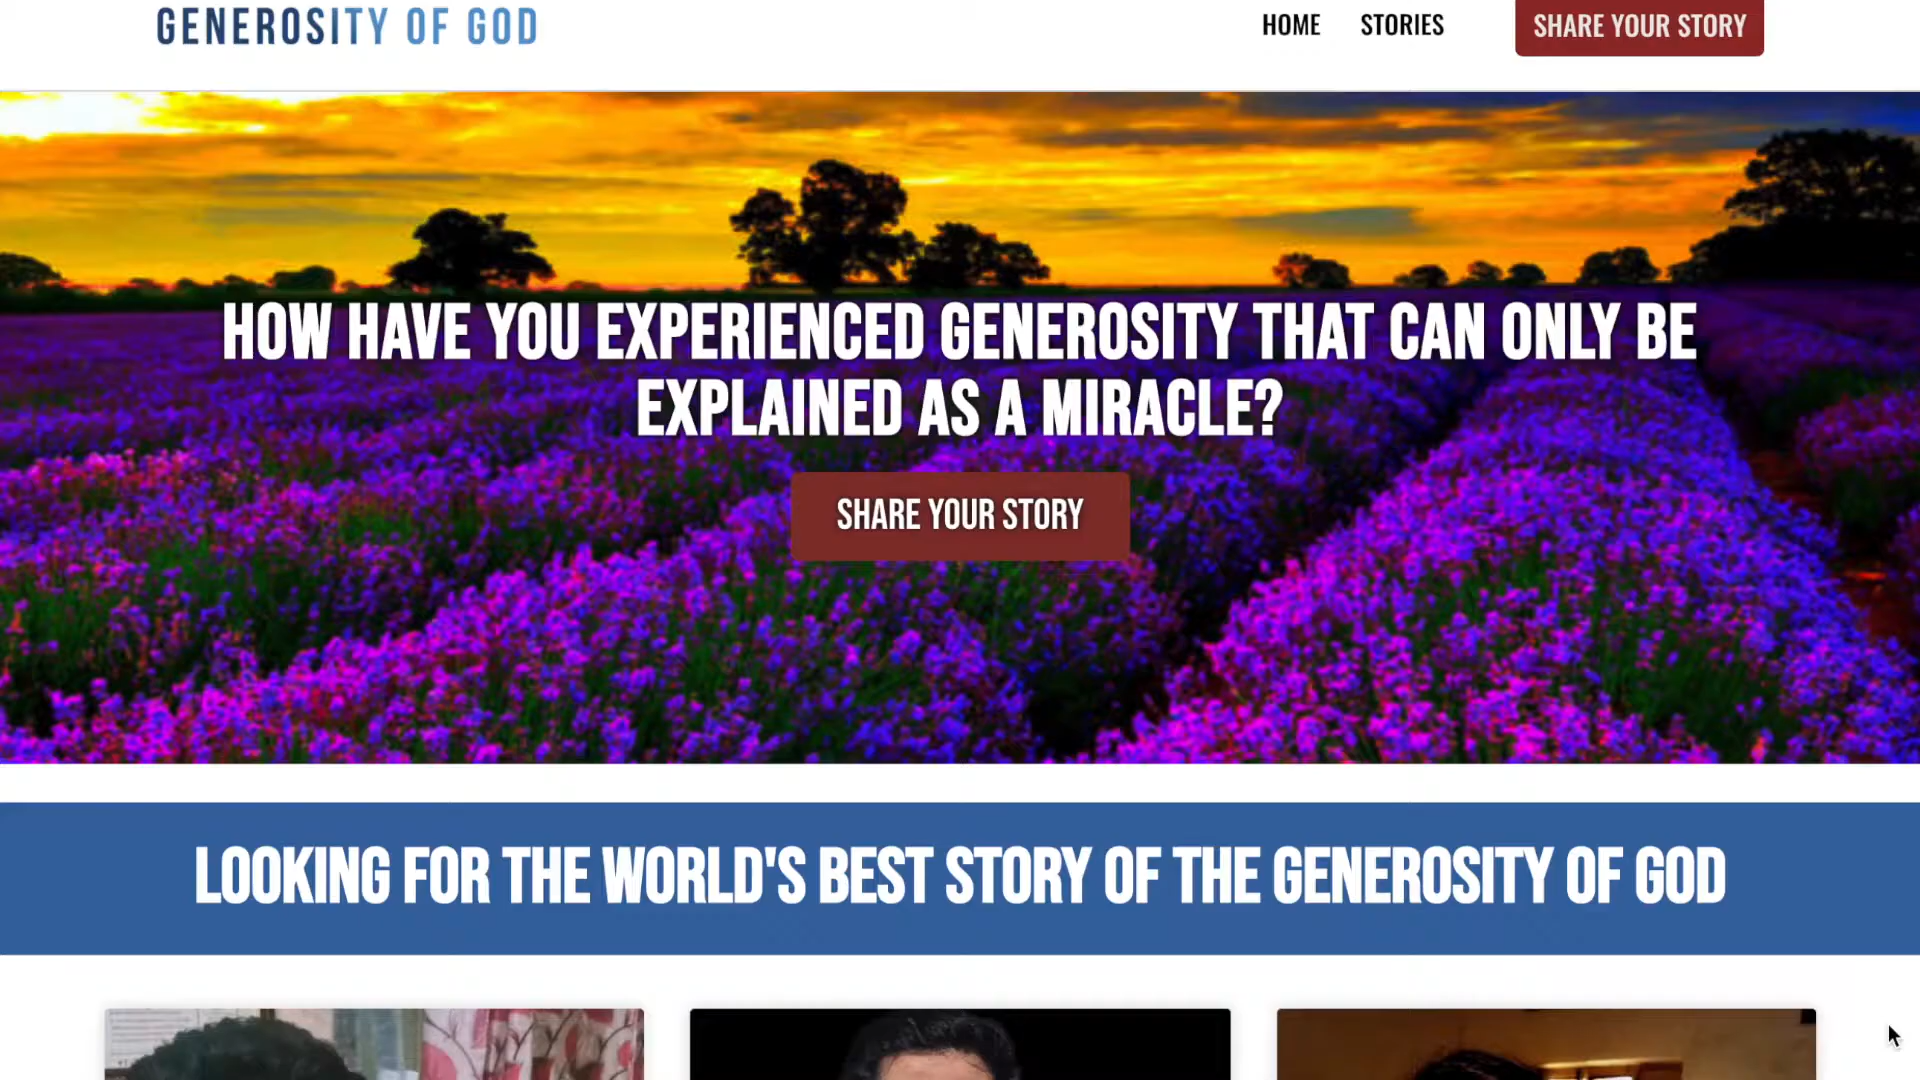 GENEROSITY OF GOD
HOME STORIES SHARE YOUR STORY
HOW HAVE YOU EXPERIENCED GENEROSITY THAT CAN ONLY BE
EXPLAINED AS A MIRACLE?
SHARE YOUR STORY
LOOKING FOR THE WORLD'S BEST STORY OF THE GENEROSITY OF GOD